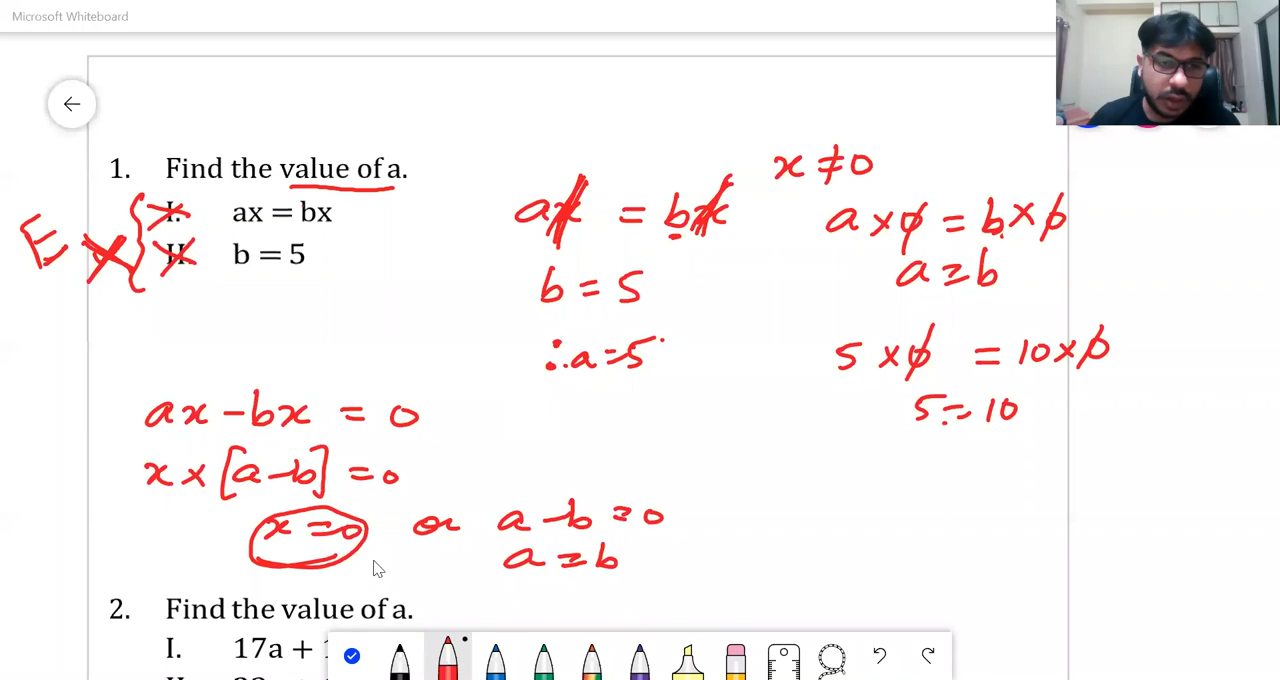 Microsoft Whiteboard
1. Find the value of a.
I. ax = bx
II. b = 5
E
ax = bx
b = 5
∴ a = 5
x ≠ 0
a × 0 = b × 0
a = b
5 × 0 = 10 × 0
5 = 10
ax - bx = 0
x × [a - b] = 0
x = 0 or a - b = 0
a = b
2. Find the value of a.
I. 17a +